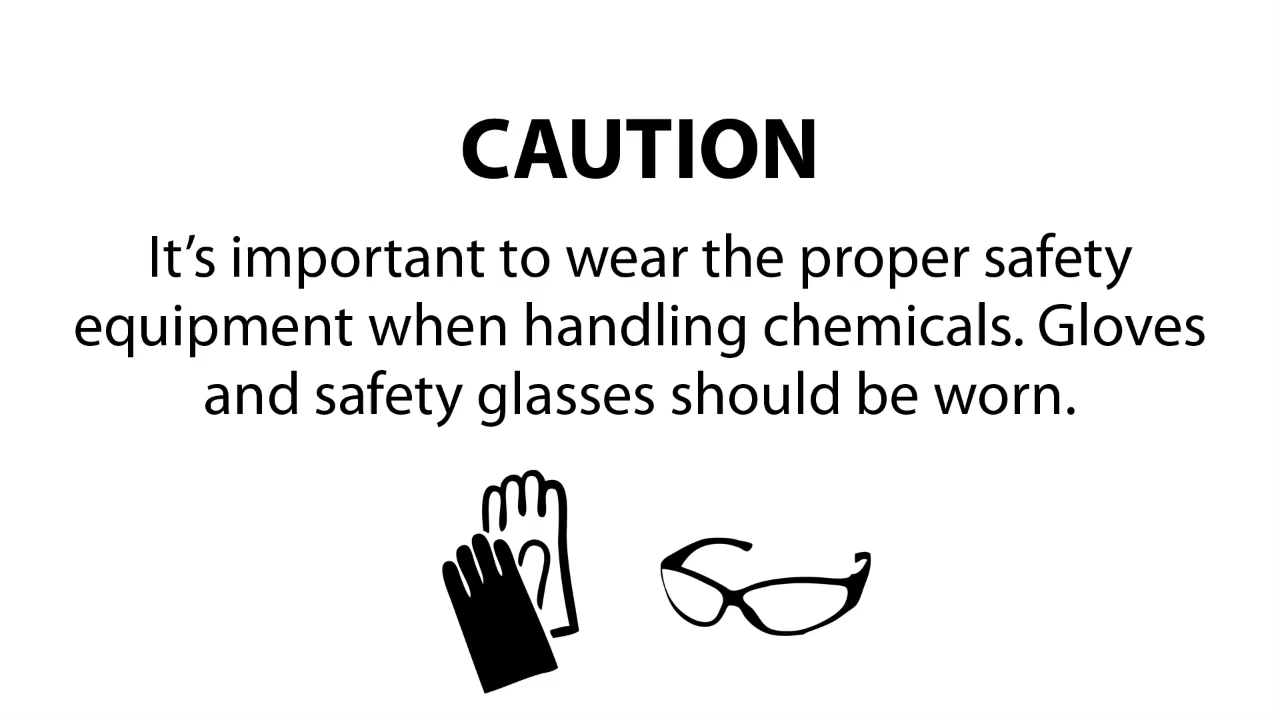 CAUTION
It’s important to wear the proper safety
equipment when handling chemicals. Gloves
and safety glasses should be worn.